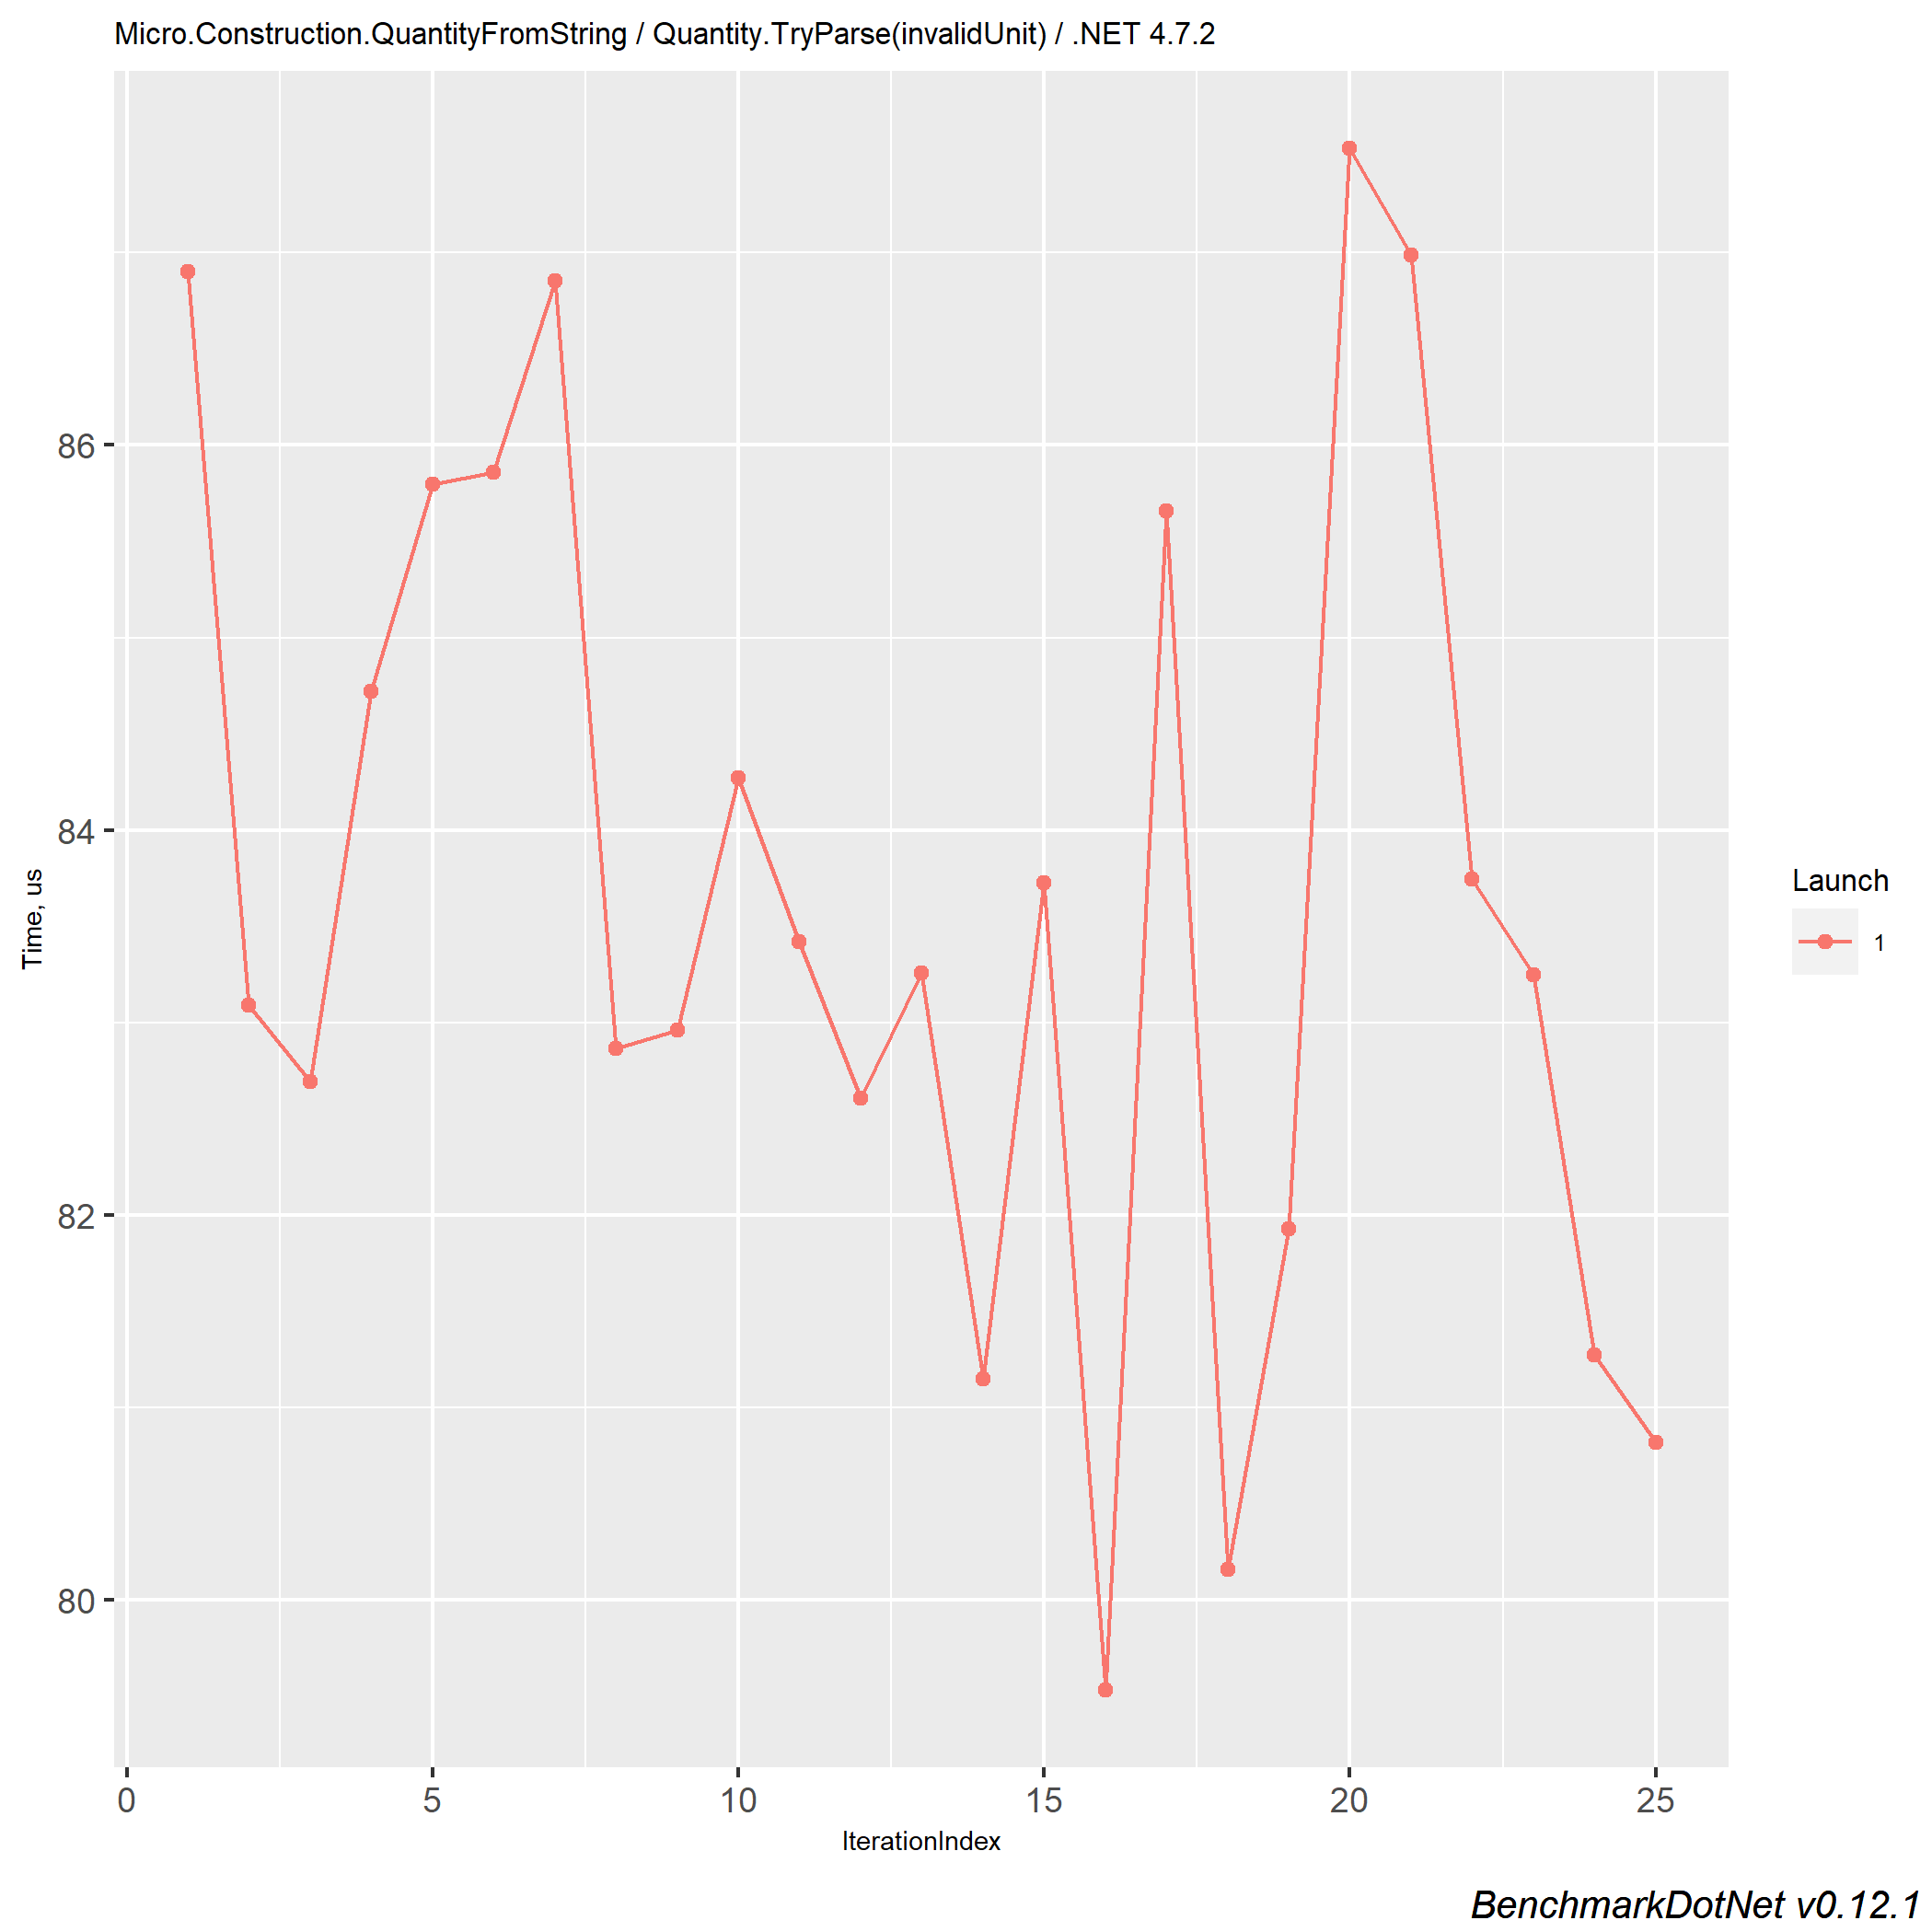 Micro.Construction.QuantityFromString / Quantity.TryParse(invalidUnit) / .NET 4.7.2
86
84
82
80
Time, us
0 5 10 15 20 25
IterationIndex
Launch
1
BenchmarkDotNet v0.12.1